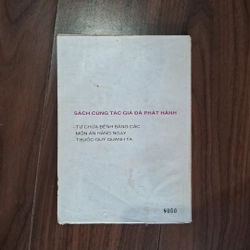 SÁCH CÙNG TÁC GIẢ ĐÃ PHÁT HÀNH
- TỰ CHỮA BỆNH BẰNG CÁC
MÓN ĂN HÀNG NGÀY
- THUỐC QUÝ QUANH TA